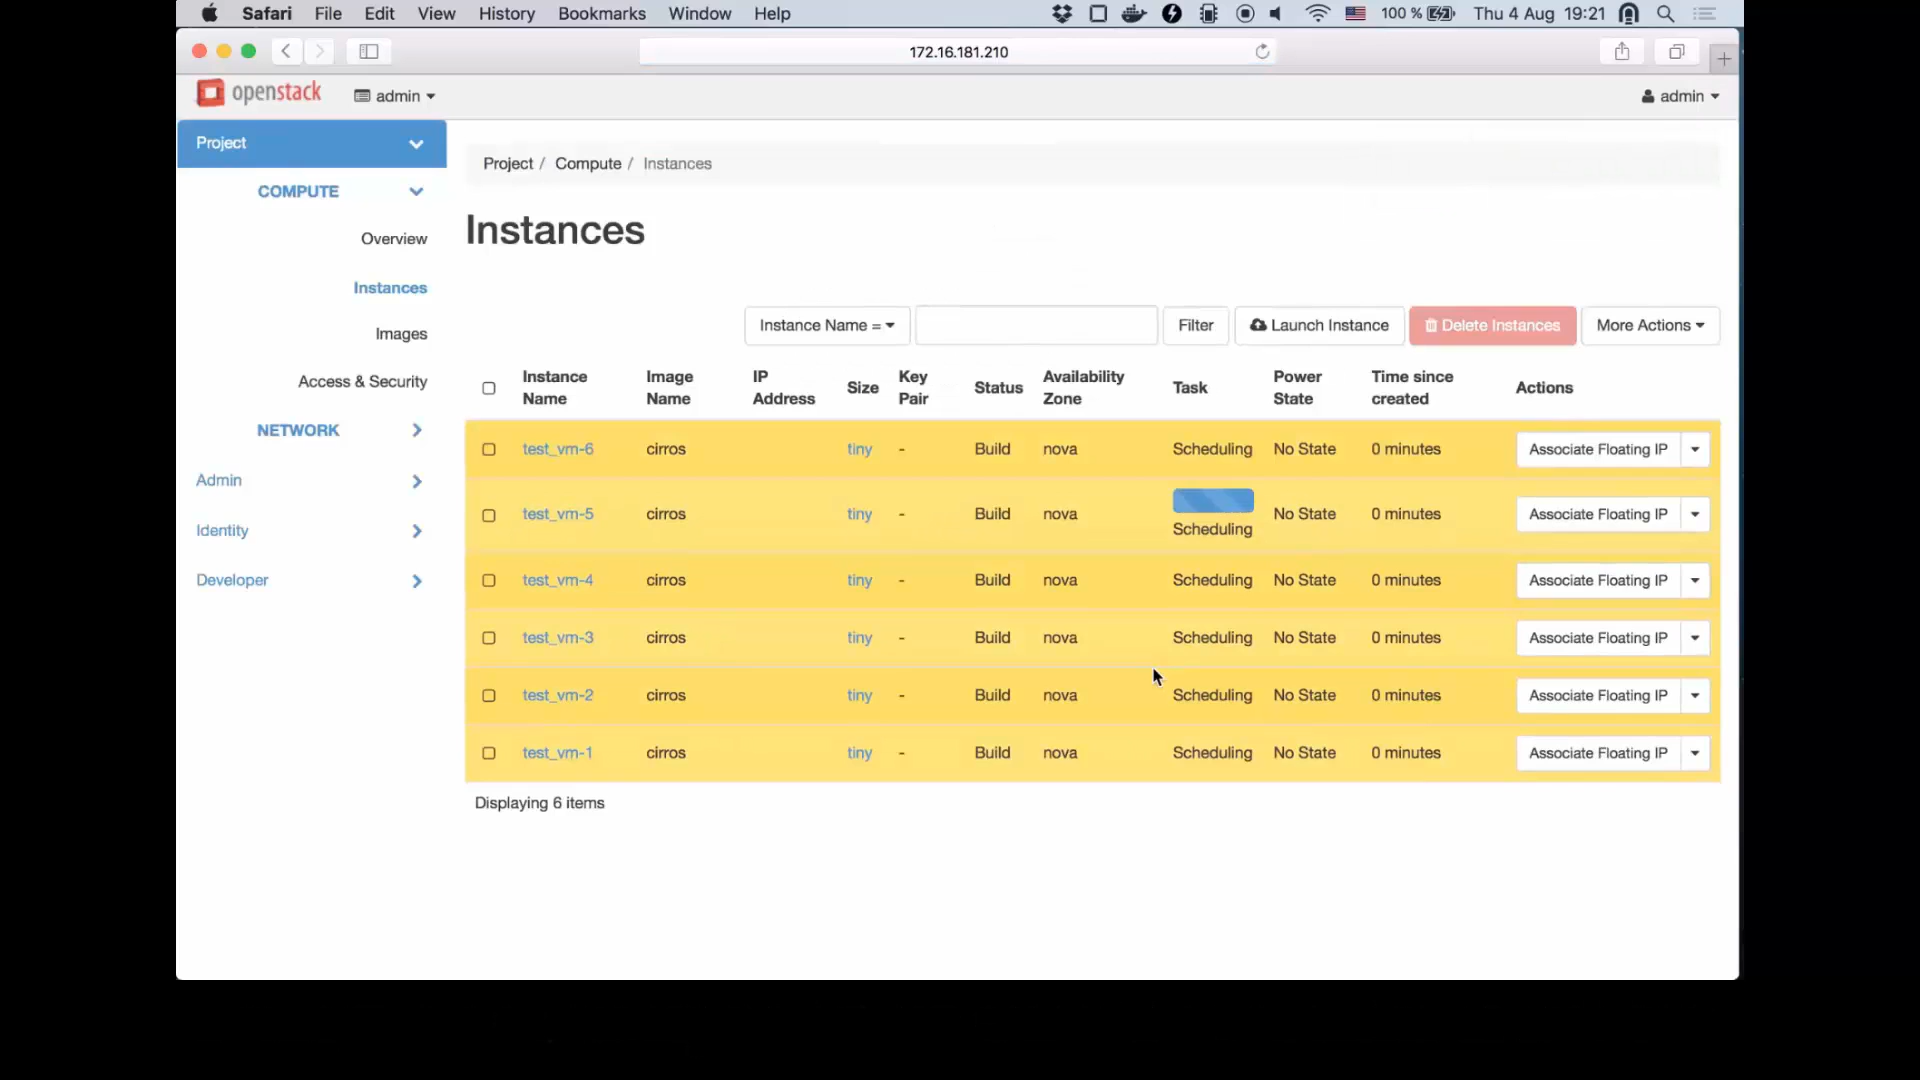 Safari File Edit View History Bookmarks Window Help 100 % Thu 4 Aug 19:21
172.16.181.210
openstack admin admin
Project
COMPUTE
Overview
Instances
Images
Access & Security
NETWORK
Admin
Identity
Developer
Project / Compute / Instances
Instances
Instance Name = Filter Launch Instance Delete Instances More Actions
Instance Name Image Name IP Address Size Key Pair Status Availability Zone Task Power State Time since created Actions
test_vm-6 cirros tiny - Build nova Scheduling No State 0 minutes Associate Floating IP
test_vm-5 cirros tiny - Build nova Scheduling No State 0 minutes Associate Floating IP
test_vm-4 cirros tiny - Build nova Scheduling No State 0 minutes Associate Floating IP
test_vm-3 cirros tiny - Build nova Scheduling No State 0 minutes Associate Floating IP
test_vm-2 cirros tiny - Build nova Scheduling No State 0 minutes Associate Floating IP
test_vm-1 cirros tiny - Build nova Scheduling No State 0 minutes Associate Floating IP
Displaying 6 items